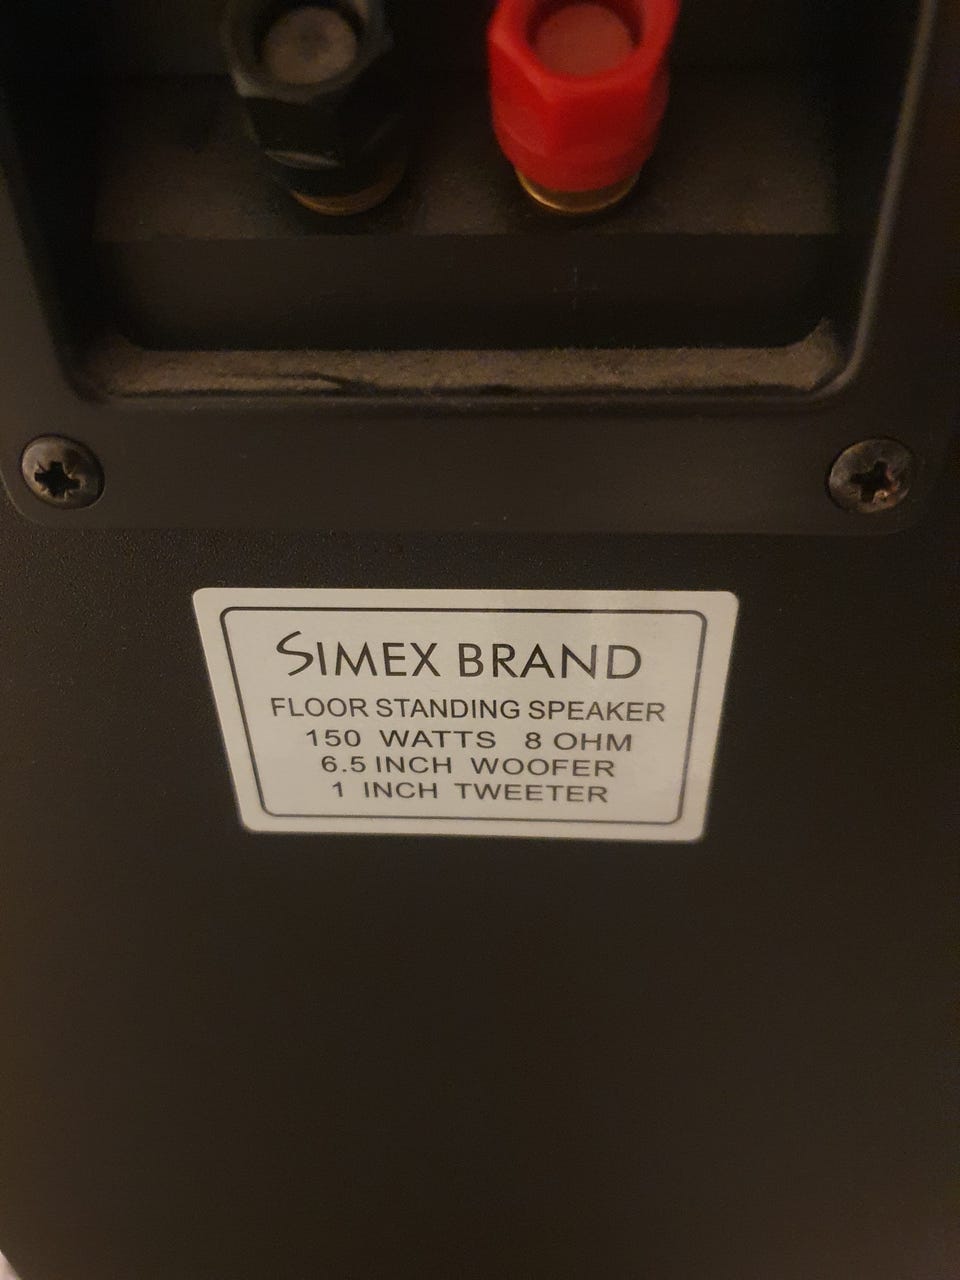 SIMEX BRAND
FLOOR STANDING SPEAKER
150 WATTS 8 OHM
6.5 INCH WOOFER
1 INCH TWEETER